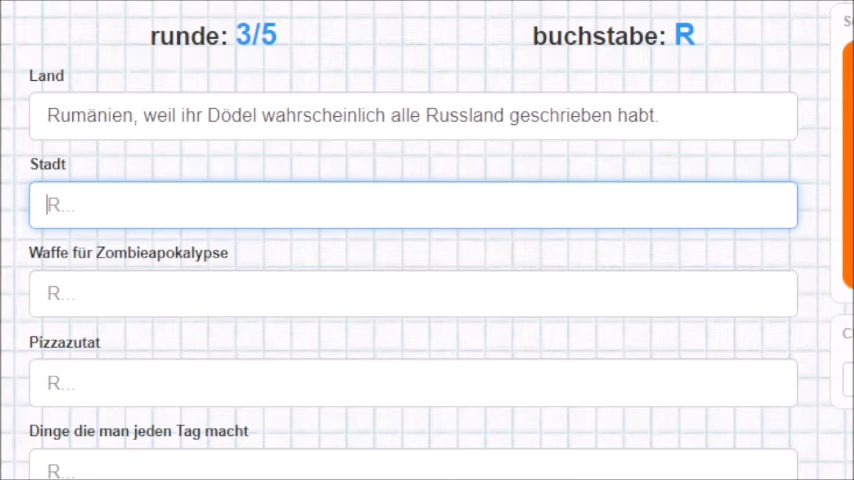 runde: 3/5
buchstabe: R
Land
Rumänien, weil ihr Dödel wahrscheinlich alle Russland geschrieben habt.
Stadt
R...
Waffe für Zombieapokalypse
R...
Pizzazutat
R...
Dinge die man jeden Tag macht
R...